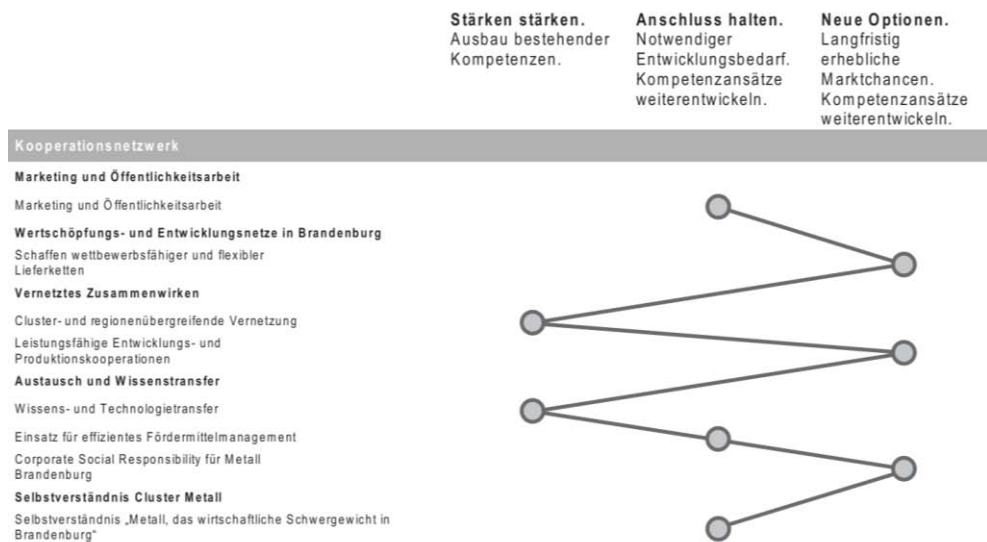 Stärken stärken.
Ausbau bestehender
Kompetenzen.
Anschluss halten.
Notwendiger
Entwicklungsbedarf.
Kompetenzansätze
weiterentwickeln.
Neue Optionen.
Langfristig
erhebliche
Marktchancen.
Kompetenzansätze
weiterentwickeln.
Kooperationsnetzwerk
Marketing und Öffentlichkeitsarbeit
Marketing und Öffentlichkeitsarbeit
Wertschöpfungs- und Entwicklungsnetze in Brandenburg
Schaffen wettbewerbsfähiger und flexibler
Lieferketten
Vernetztes Zusammenwirken
Cluster- und regionenübergreifende Vernetzung
Leistungsfähige Entwicklungs- und
Produktionskooperationen
Austausch und Wissenstransfer
Wissens- und Technologietransfer
Einsatz für effizientes Fördermittelmanagement
Corporate Social Responsibility für Metall
Brandenburg
Selbstverständnis Cluster Metall
Selbstverständnis „Metall, das wirtschaftliche Schwergewicht in
Brandenburg“